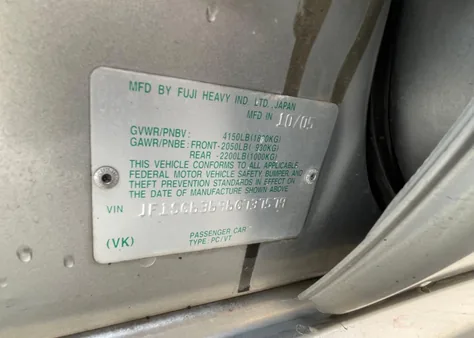 MFD BY FUJI HEAVY IND. LTD., JAPAN
MFD IN 10/05
GVWR/PNBV: 4150LB(1880KG)
GAWR/PNBE: FRONT-2050LB( 930KG)
REAR -2200LB(1000KG)
THIS VEHICLE CONFORMS TO ALL APPLICABLE
FEDERAL MOTOR VEHICLE SAFETY, BUMPER, AND
THEFT PREVENTION STANDARDS IN EFFECT ON
THE DATE OF MANUFACTURE SHOWN ABOVE.
VIN
PASSENGER CAR
(VK) TYPE: PC/VT